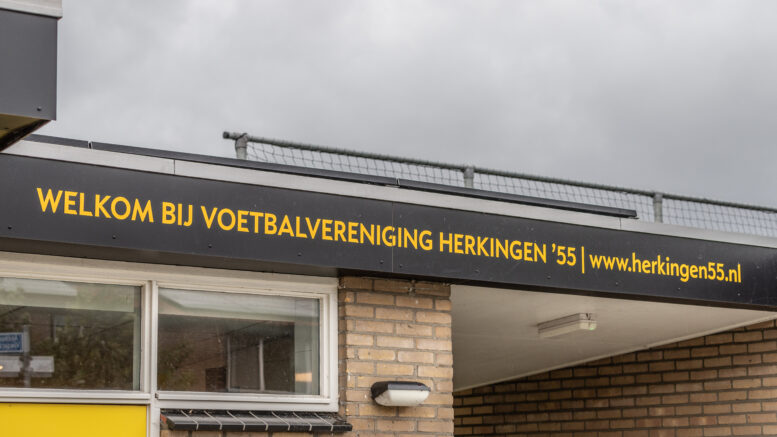 WELKOM BIJ VOETBALVERENIGING HERKINGEN ’55 | www.herkingen55.nl